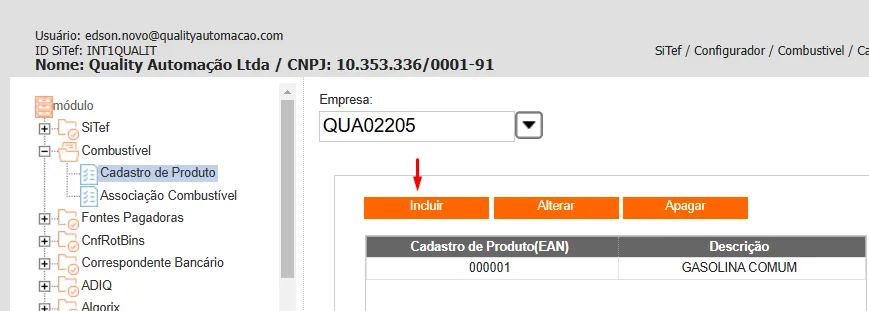 Usuário: edson.novo@qualityautomacao.com
ID SiTef: INT1QUALIT
SiTef / Configurador / Combustivel / Ca
Nome: Quality Automação Ltda / CNPJ: 10.353.336/0001-91
módulo
SiTef
Combustível
Cadastro de Produto
Associação Combustível
Fontes Pagadoras
CnfRotBins
Correspondente Bancário
ADIQ
Algorix
Empresa:
QUA02205
Incluir Alterar Apagar
Cadastro de Produto(EAN) Descrição
000001 GASOLINA COMUM